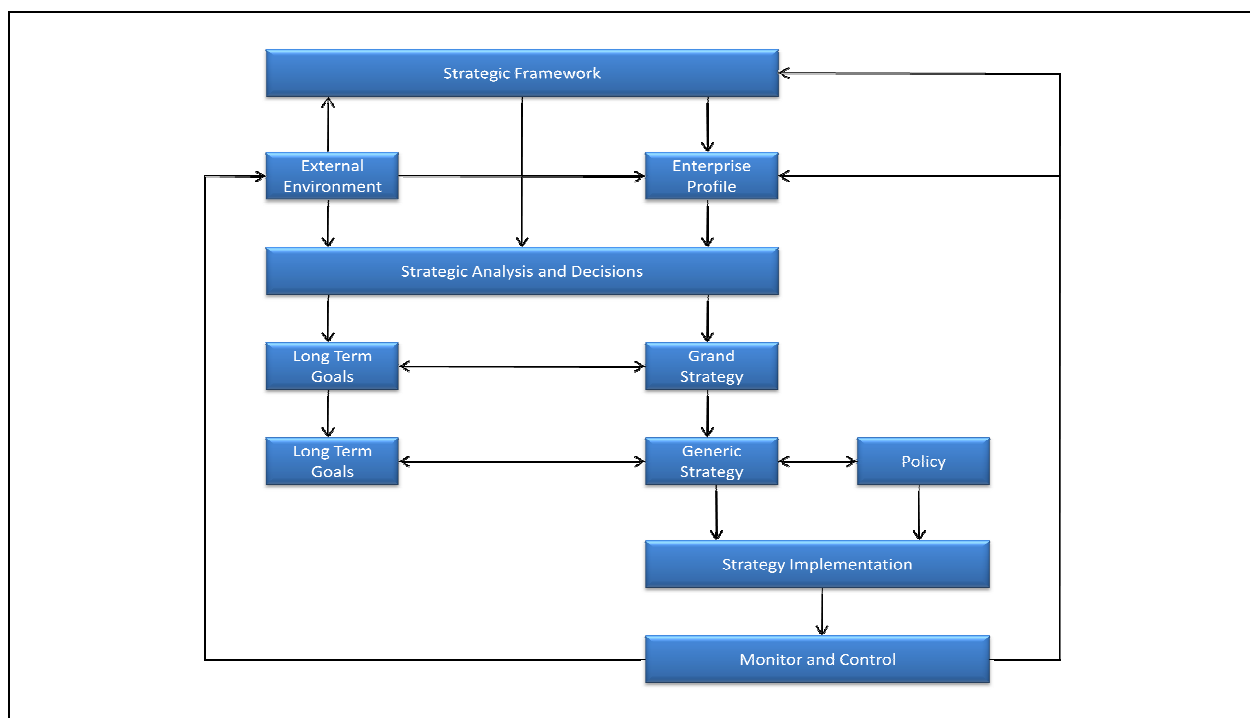 Strategic Framework
External
Environment
Enterprise
Profile
Strategic Analysis and Decisions
Long Term
Goals
Grand
Strategy
Long Term
Goals
Generic
Strategy
Policy
Strategy Implementation
Monitor and Control